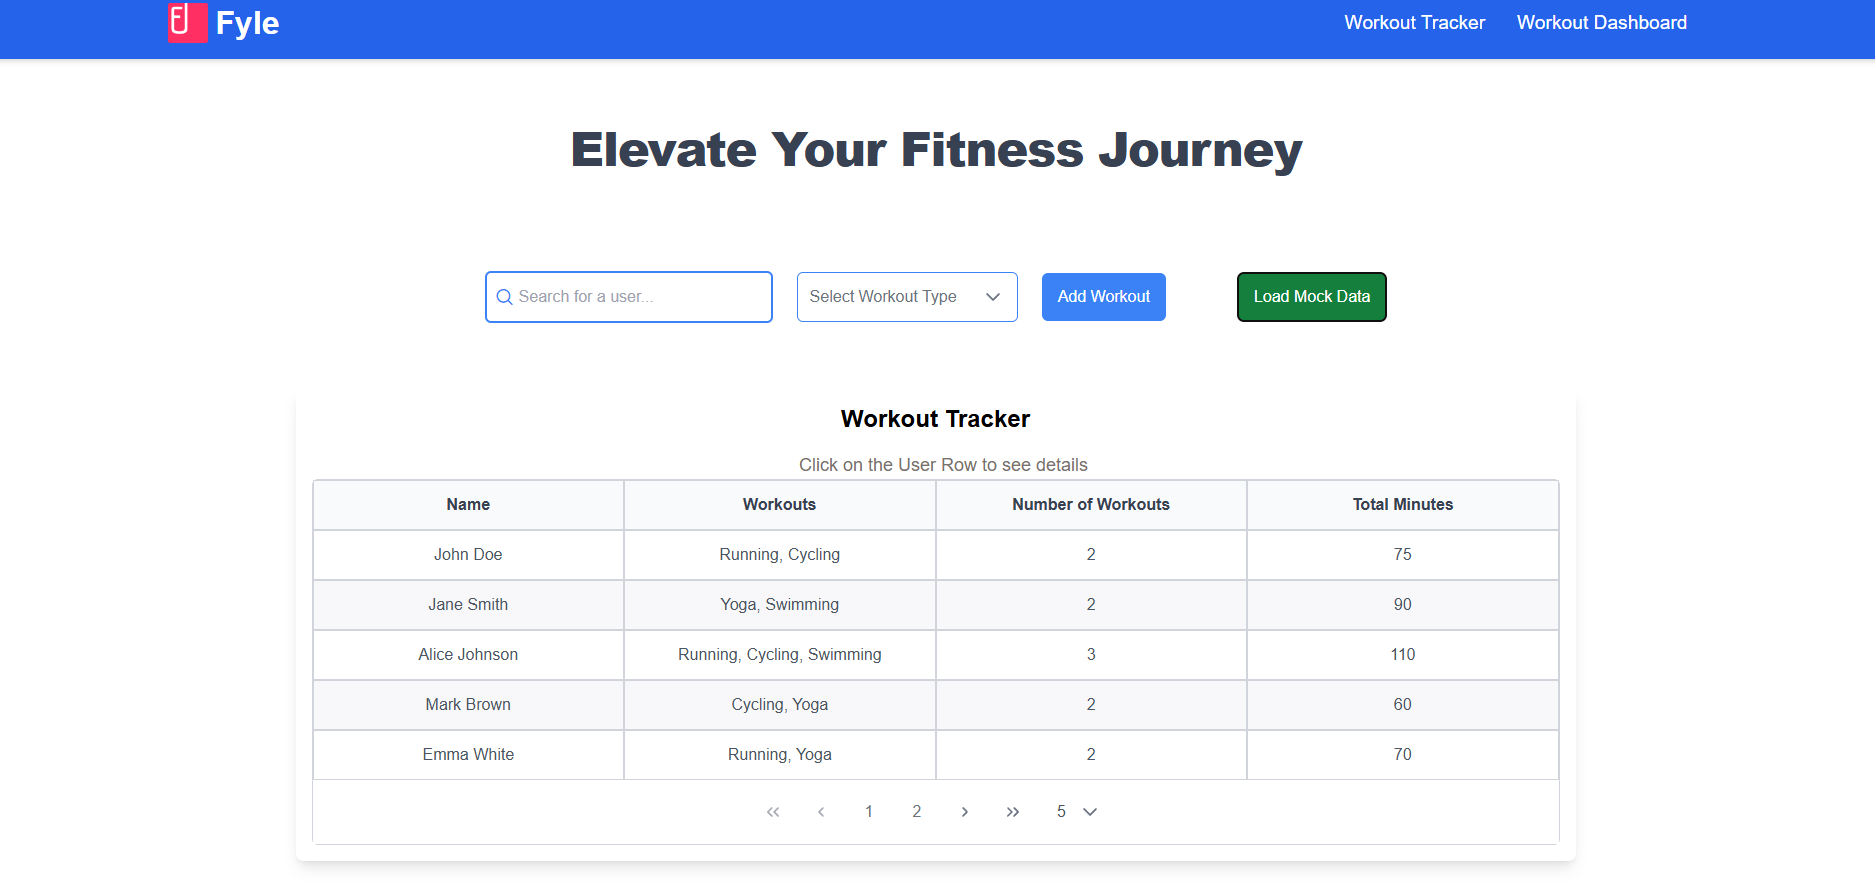 Fyle Workout Tracker Workout Dashboard
Elevate Your Fitness Journey
Search for a user... Select Workout Type Add Workout Load Mock Data
Workout Tracker
Click on the User Row to see details
Name Workouts Number of Workouts Total Minutes
John Doe Running, Cycling 2 75
Jane Smith Yoga, Swimming 2 90
Alice Johnson Running, Cycling, Swimming 3 110
Mark Brown Cycling, Yoga 2 60
Emma White Running, Yoga 2 70
1 2 5